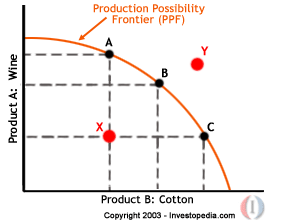 Production Possibility
Frontier (PPF)
A
Y
B
X
C
Product A: Wine
Product B: Cotton
Copyright 2003 - Investopedia.com